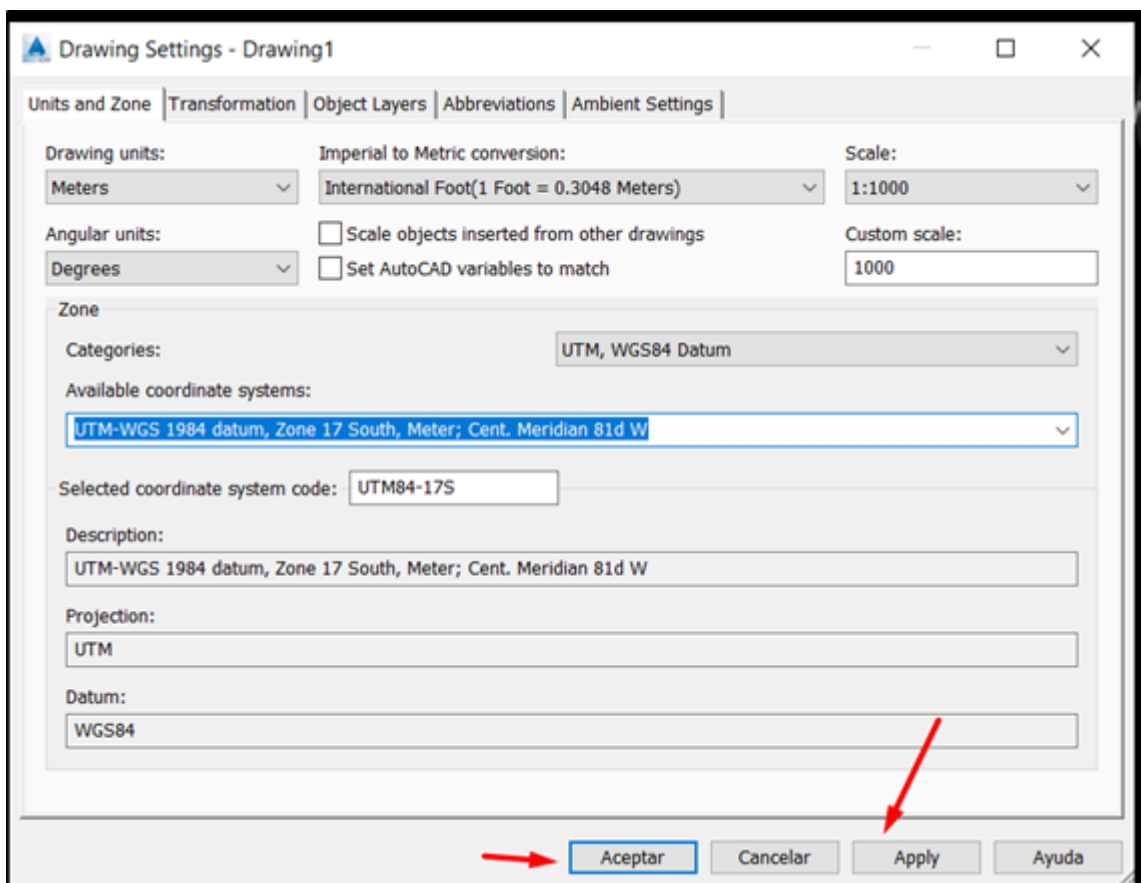 Drawing Settings - Drawing1
Units and Zone Transformation Object Layers Abbreviations Ambient Settings
Drawing units: Imperial to Metric conversion: Scale:
Meters International Foot(1 Foot = 0.3048 Meters) 1:1000
Angular units: Scale objects inserted from other drawings Custom scale:
Degrees Set AutoCAD variables to match 1000
Zone
Categories: UTM, WGS84 Datum
Available coordinate systems:
UTM-WGS 1984 datum, Zone 17 South, Meter; Cent. Meridian 81d W
Selected coordinate system code: UTM84-17S
Description:
UTM-WGS 1984 datum, Zone 17 South, Meter; Cent. Meridian 81d W
Projection:
UTM
Datum:
WGS84
Aceptar Cancelar Apply Ayuda